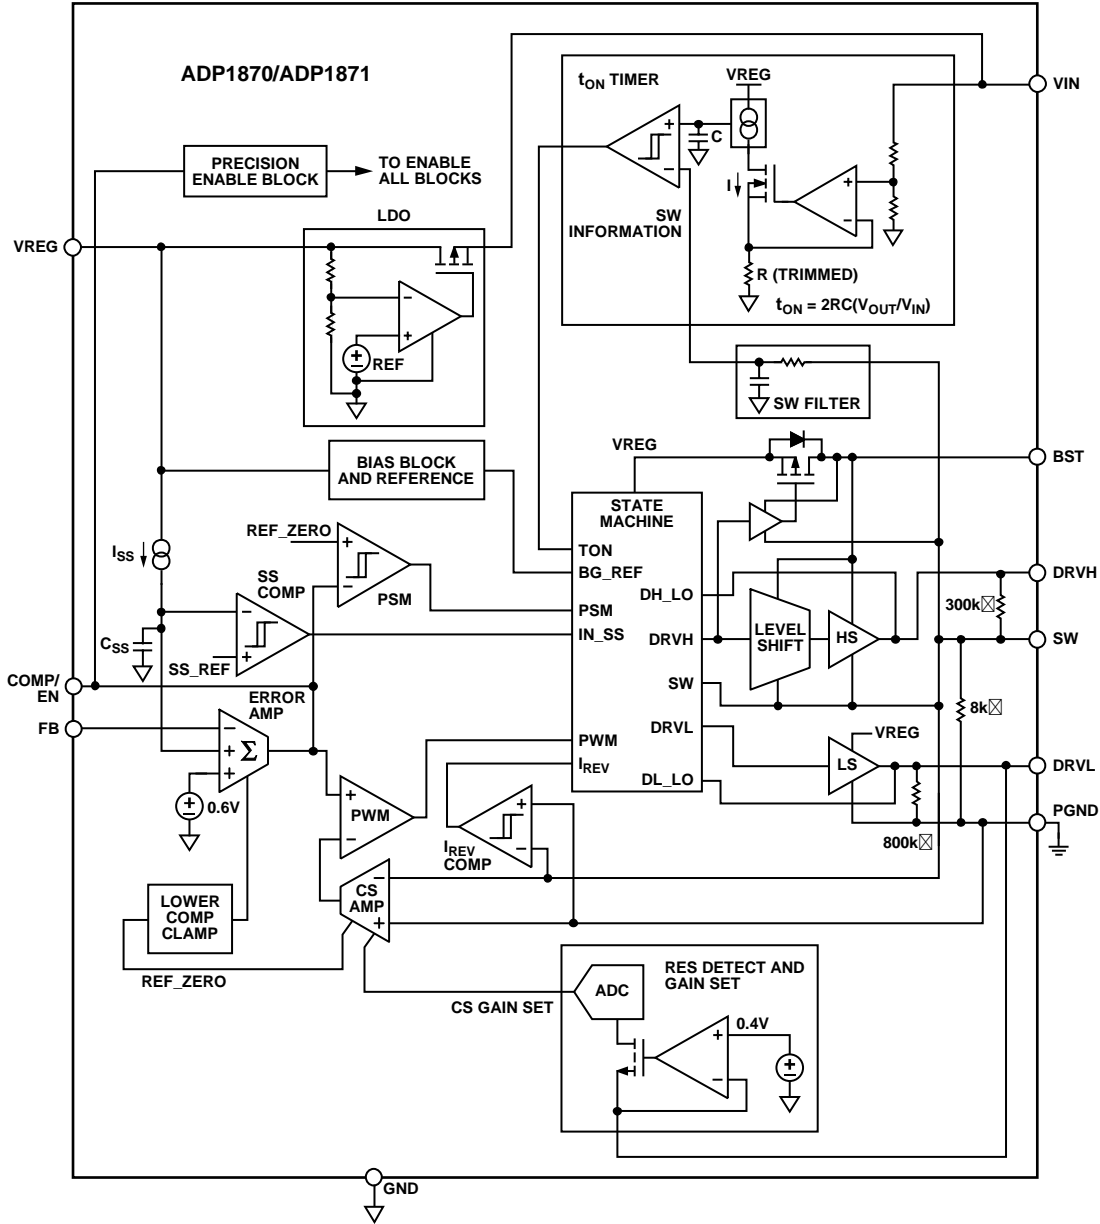 ADP1870/ADP1871
tON TIMER
VREG
VIN
C
PRECISION
ENABLE BLOCK
TO ENABLE
ALL BLOCKS
I
SW
INFORMATION
LDO
VREG
R (TRIMMED)
tON = 2RC(VOUT/VIN)
REF
SW FILTER
VREG
BST
BIAS BLOCK
AND REFERENCE
STATE
MACHINE
REF_ZERO
ISS
TON
BG_REF
DRVH
SS
COMP
PSM
DH_LO
PSM
300k☒
CSS
IN_SS
DRVH
LEVEL
SHIFT
HS
SW
SS_REF
COMP/
EN
SW
ERROR
AMP
8k☒
FB
DRVL
VREG
Σ
PWM
IREV
LS
DRVL
0.6V
DL_LO
PGND
PWM
IREV
COMP
800k☒
CS
AMP
LOWER
COMP
CLAMP
REF_ZERO
RES DETECT AND
GAIN SET
CS GAIN SET
ADC
0.4V
GND